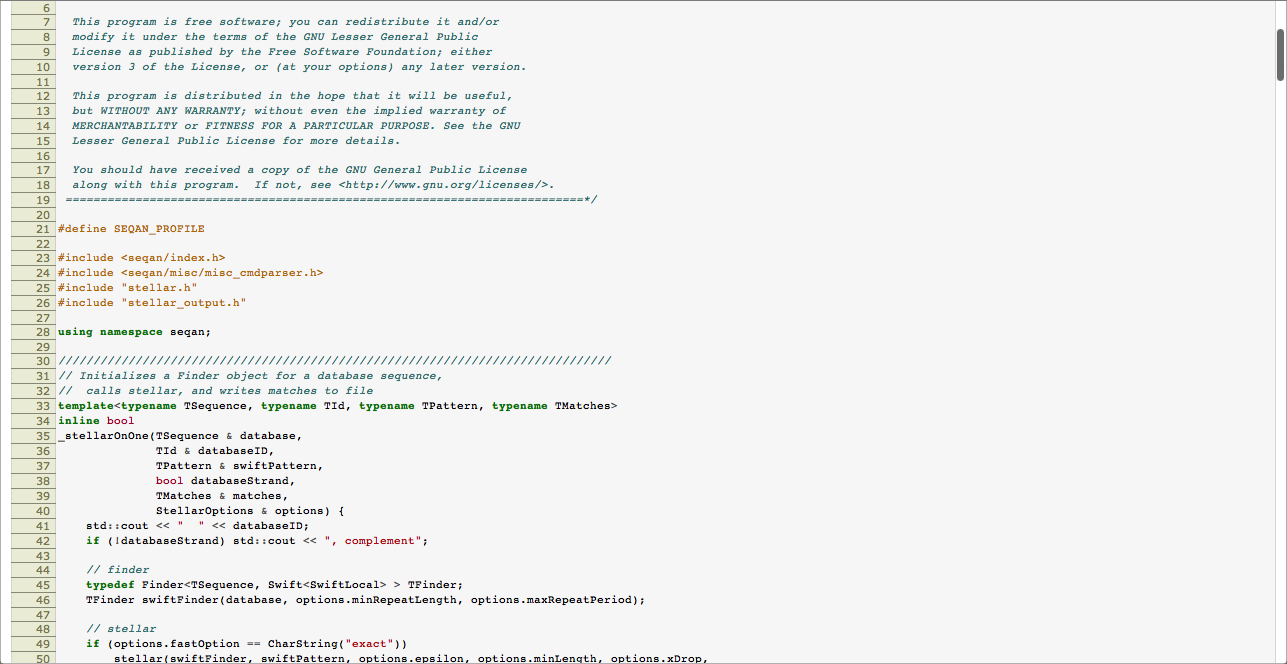 6
7 This program is free software; you can redistribute it and/or
8 modify it under the terms of the GNU Lesser General Public
9 License as published by the Free Software Foundation; either
10 version 3 of the License, or (at your options) any later version.
11
12 This program is distributed in the hope that it will be useful,
13 but WITHOUT ANY WARRANTY; without even the implied warranty of
14 MERCHANTABILITY or FITNESS FOR A PARTICULAR PURPOSE. See the GNU
15 Lesser General Public License for more details.
16
17 You should have received a copy of the GNU General Public License
18 along with this program.  If not, see <http://www.gnu.org/licenses/>.
19 ==========================================================================*/
20
21 #define SEQAN_PROFILE
22
23 #include <seqan/index.h>
24 #include <seqan/misc/misc_cmdparser.h>
25 #include "stellar.h"
26 #include "stellar_output.h"
27
28 using namespace seqan;
29
30 ///////////////////////////////////////////////////////////////////////////////
31 // Initializes a Finder object for a database sequence,
32 //  calls stellar, and writes matches to file
33 template<typename TSequence, typename TId, typename TPattern, typename TMatches>
34 inline bool
35 _stellarOnOne(TSequence & database,
36               TId & databaseID,
37               TPattern & swiftPattern,
38               bool databaseStrand,
39               TMatches & matches,
40               StellarOptions & options) {
41     std::cout << "  " << databaseID;
42     if (!databaseStrand) std::cout << ", complement";
43
44     // finder
45     typedef Finder<TSequence, Swift<SwiftLocal> > TFinder;
46     TFinder swiftFinder(database, options.minRepeatLength, options.maxRepeatPeriod);
47
48     // stellar
49     if (options.fastOption == CharString("exact"))
50         stellar(swiftFinder, swiftPattern, options.epsilon, options.minLength, options.xDrop,